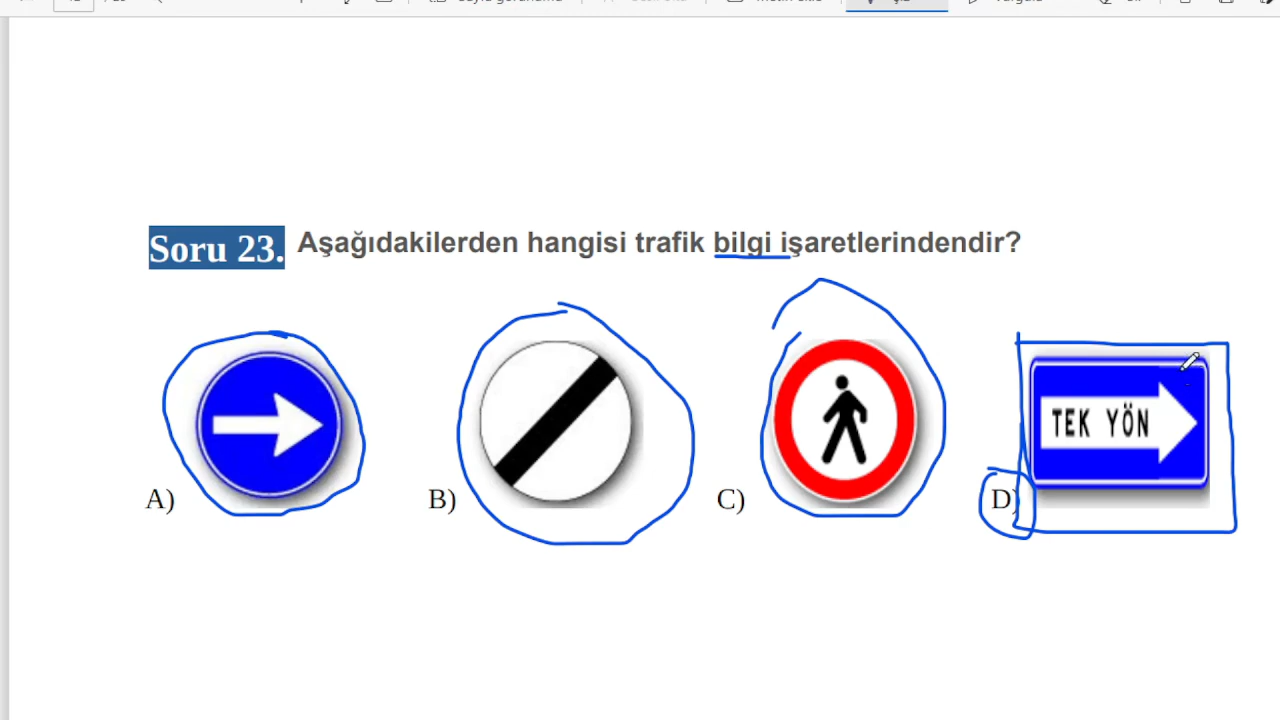 Soru 23. Aşağıdakilerden hangisi trafik bilgi işaretlerindendir?
TEK YÖN
A)
B)
C)
D)